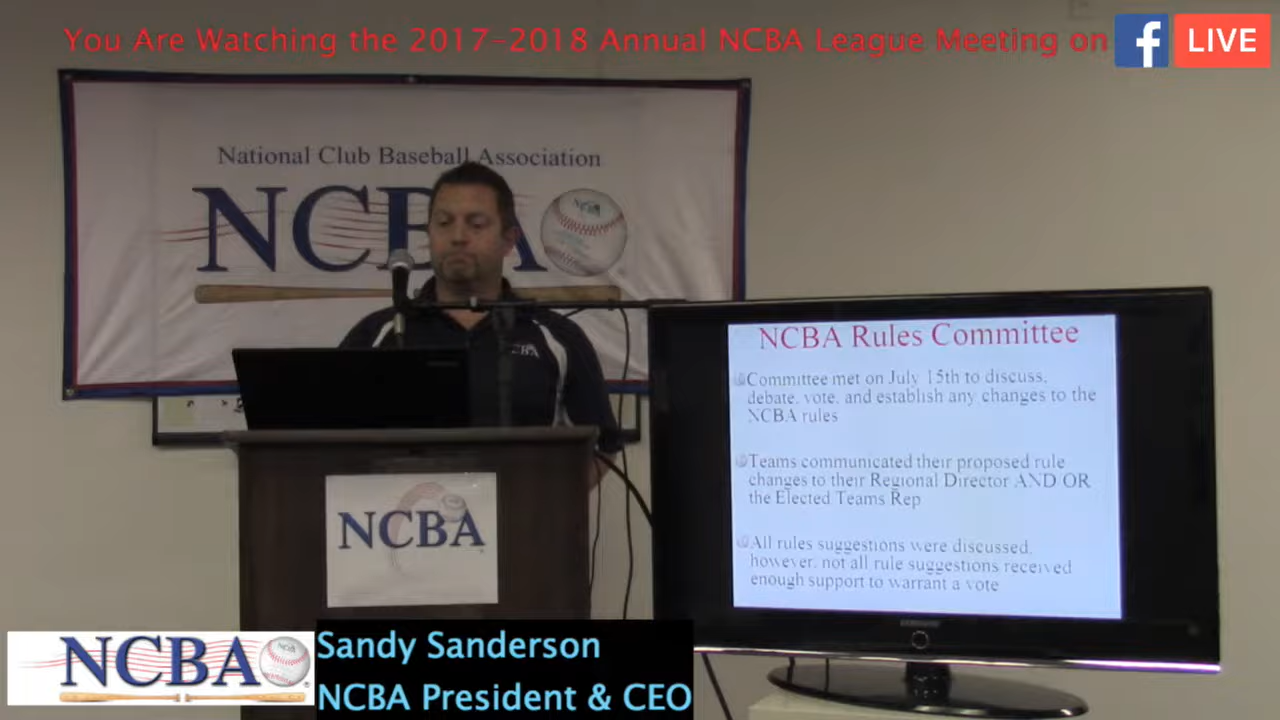 You Are Watching the 2017-2018 Annual NCBA League Meeting on f LIVE
National Club Baseball Association
NCBA
NCBA
NCBA Rules Committee
Committee met on July 15th to discuss,
debate, vote, and establish any changes to the
NCBA rules
Teams communicated their proposed rule
changes to their Regional Director AND OR
the Elected Teams Rep
All rules suggestions were discussed,
however, not all rule suggestions received
enough support to warrant a vote
SAMSUNG
NCBA
NCBA
Sandy Sanderson
NCBA President & CEO